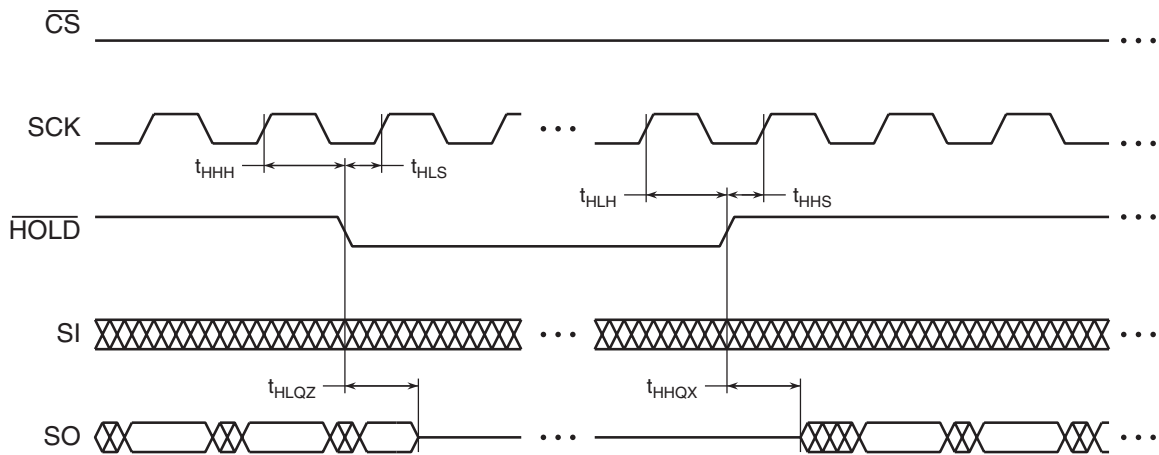 CS
SCK
tHHH
tHLS
tHLH
tHHS
HOLD
SI
tHLQZ
tHHQX
SO